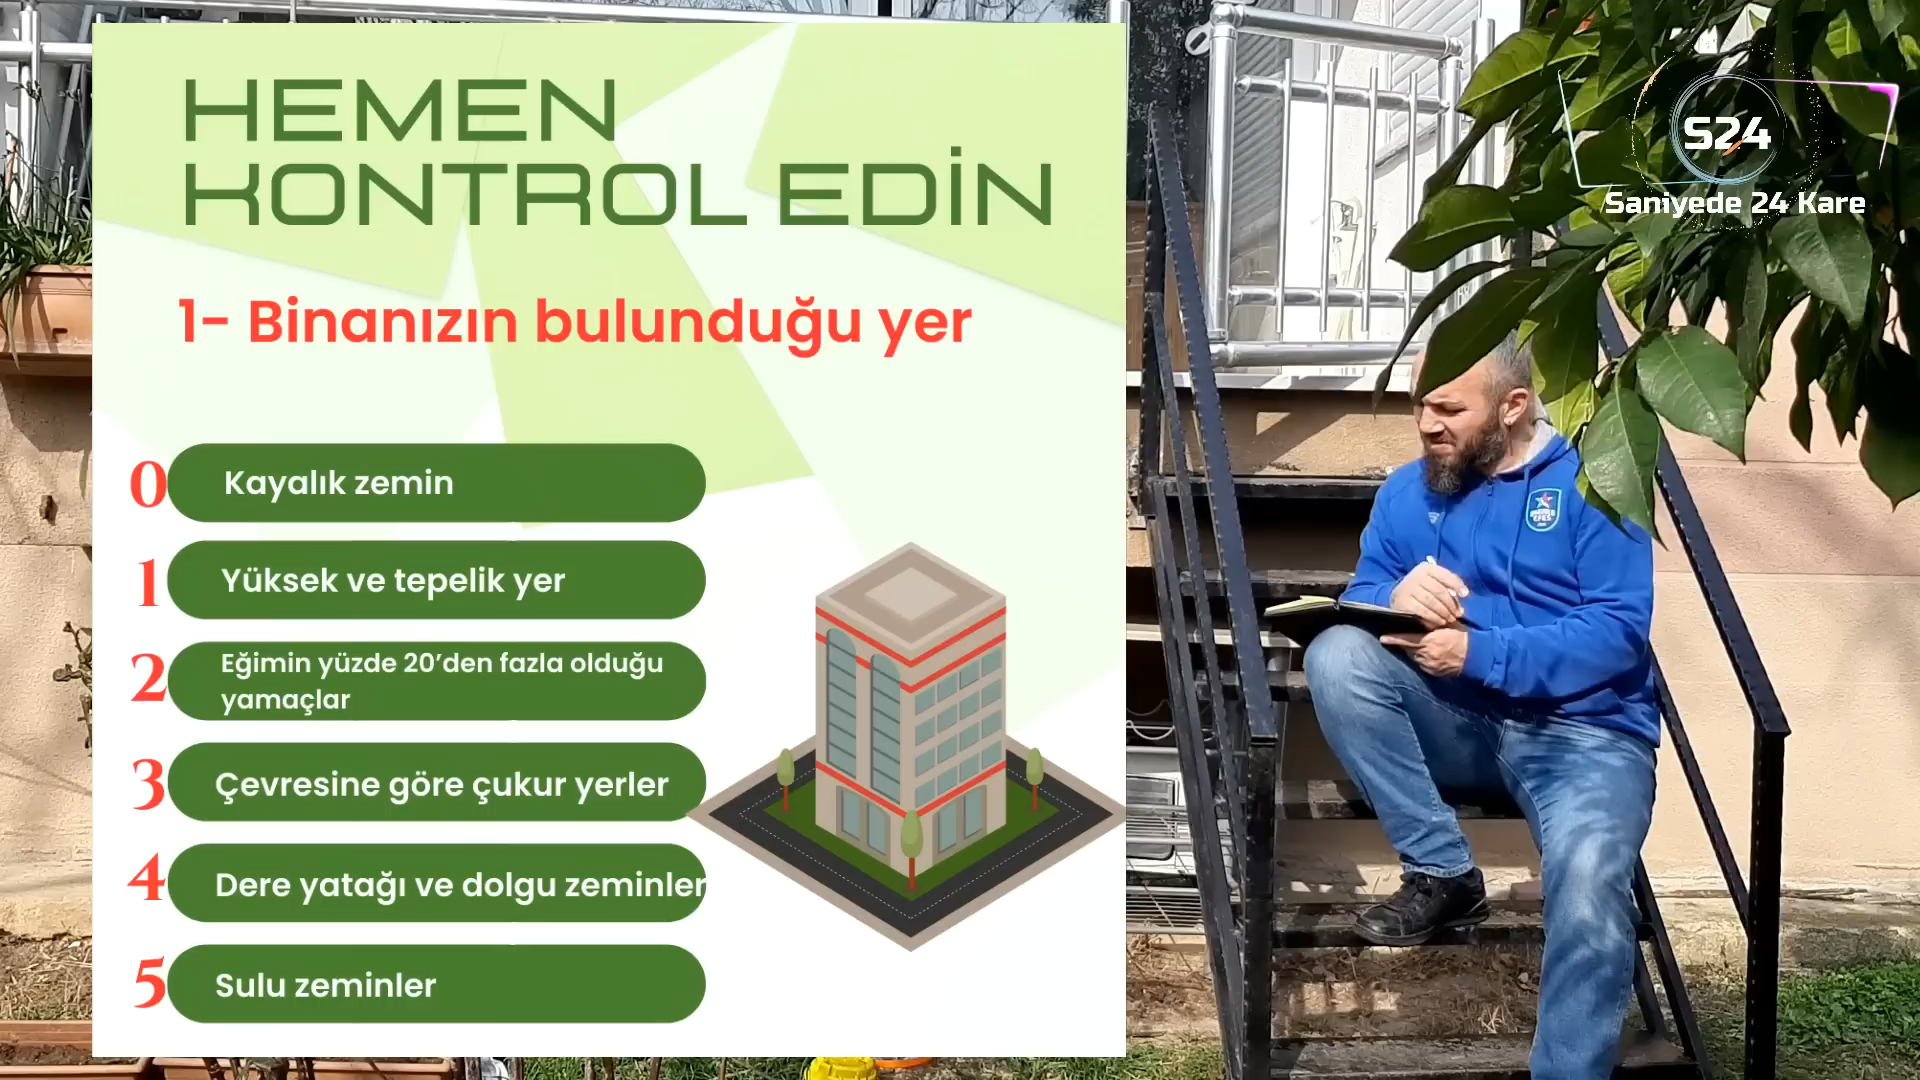 HEMEN
KONTROL EDİN
1- Binanızın bulunduğu yer
0 Kayalık zemin
1 Yüksek ve tepelik yer
2 Eğimin yüzde 20’den fazla olduğu
yamaçlar
3 Çevresine göre çukur yerler
4 Dere yatağı ve dolgu zeminler
5 Sulu zeminler
S24
Saniyede 24 Kare